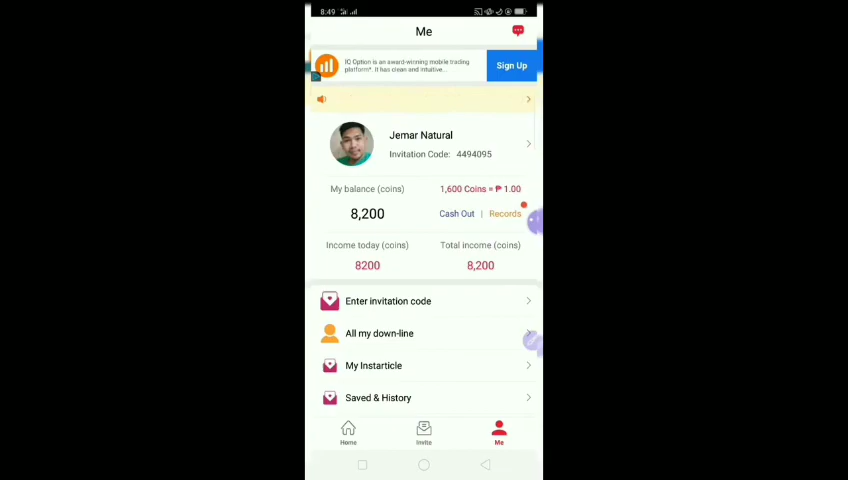 8:49
Me
IQ Option is an award-winning mobile trading
platform*. It has clean and intuitive...
Sign Up
Jemar Natural
Invitation Code: 4494095
My balance (coins)
1,600 Coins = ₱ 1.00
8,200
Cash Out | Records
Income today (coins)
Total income (coins)
8200
8,200
Enter invitation code
All my down-line
My Instarticle
Saved & History
Home
Invite
Me